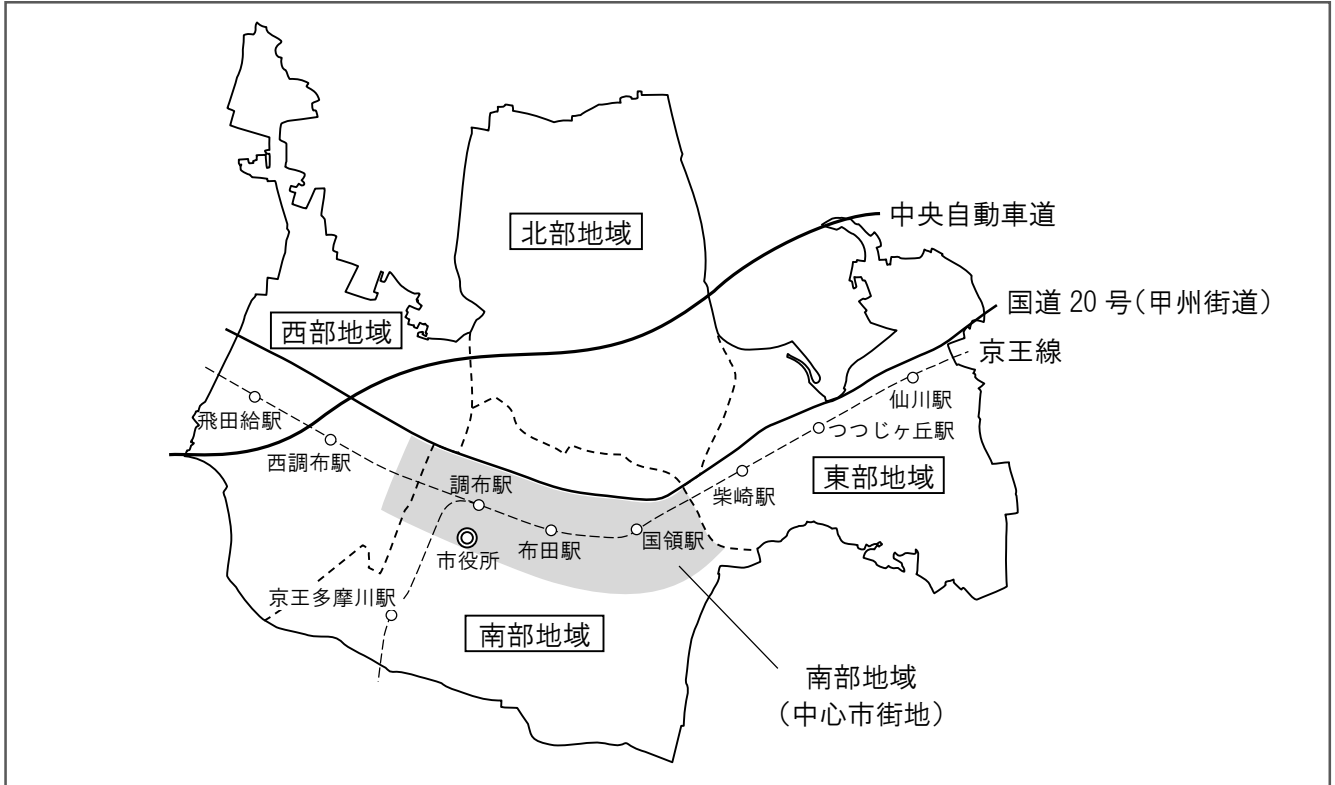 中央自動車道
北部地域
国道20号(甲州街道)
西部地域
京王線
仙川駅
飛田給駅
つつじヶ丘駅
西調布駅
東部地域
調布駅
柴崎駅
国領駅
布田駅
市役所
京王多摩川駅
南部地域
南部地域
(中心市街地)